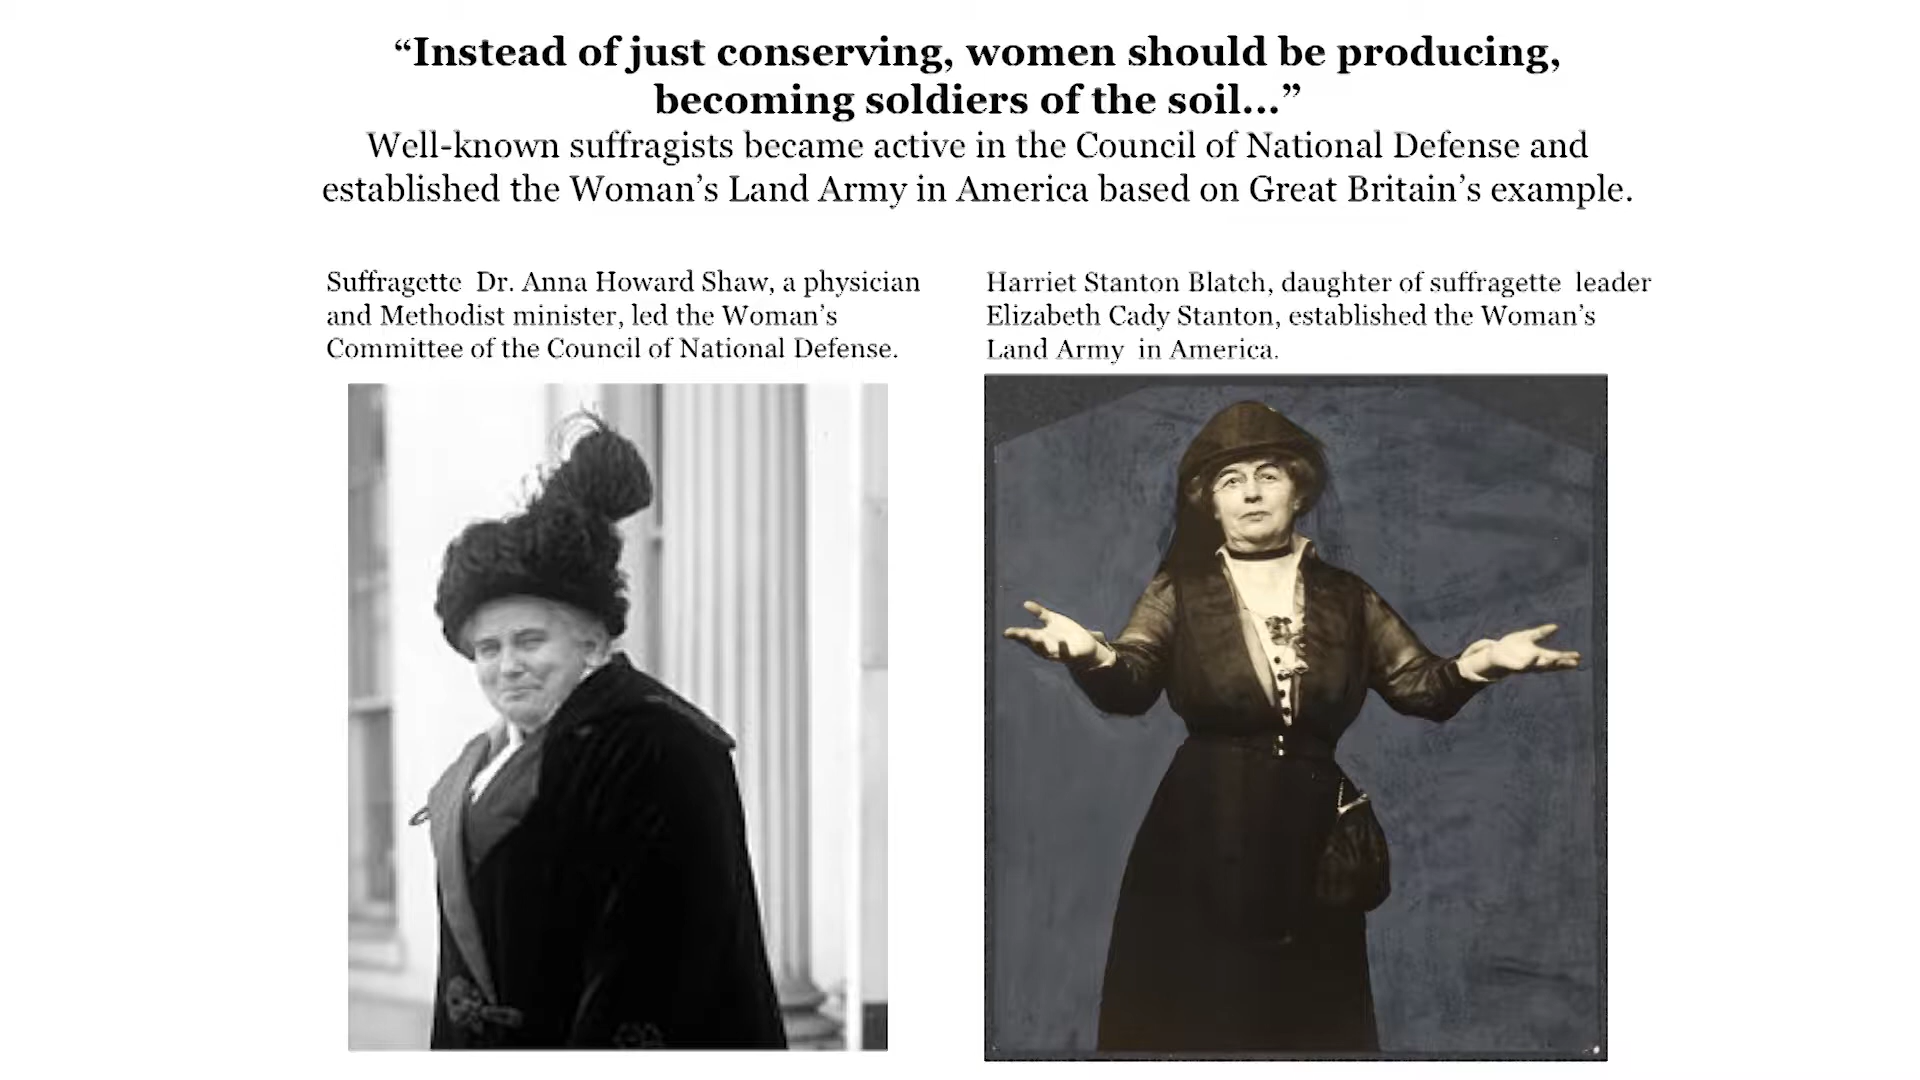 “Instead of just conserving, women should be producing,
becoming soldiers of the soil…”
Well-known suffragists became active in the Council of National Defense and
established the Woman’s Land Army in America based on Great Britain’s example.
Suffragette Dr. Anna Howard Shaw, a physician
and Methodist minister, led the Woman’s
Committee of the Council of National Defense.
Harriet Stanton Blatch, daughter of suffragette leader
Elizabeth Cady Stanton, established the Woman’s
Land Army in America.